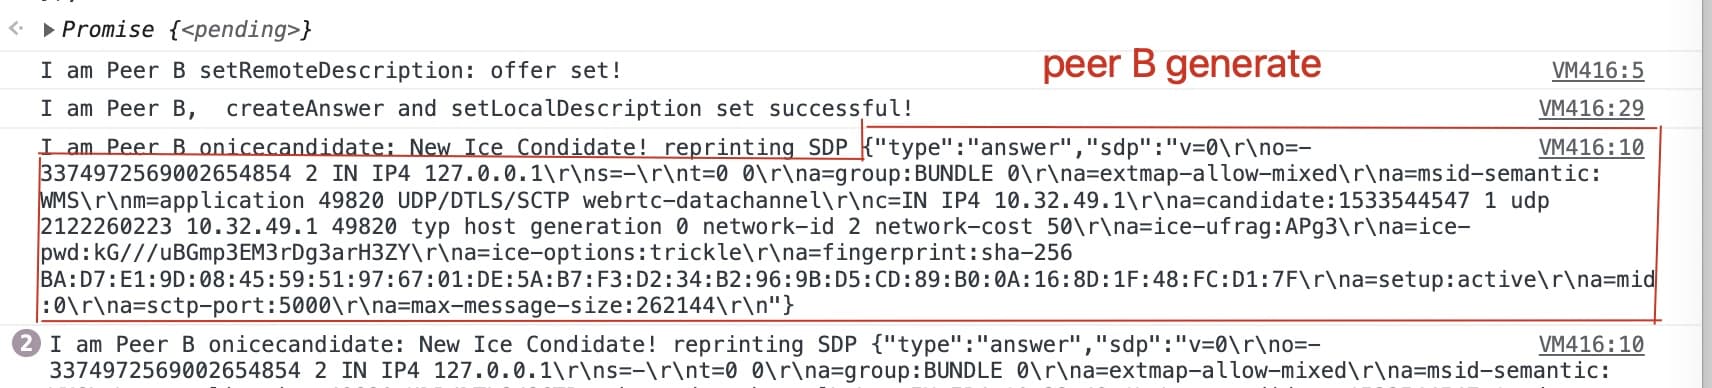 Promise {<pending>}
peer B generate
I am Peer B setRemoteDescription: offer set! VM416:5
I am Peer B,  createAnswer and setLocalDescription set successful! VM416:29
I am Peer B onicecandidate: New Ice Condidate! reprinting SDP {"type":"answer","sdp":"v=0\r\no=– VM416:10
3374972569002654854 2 IN IP4 127.0.0.1\r\ns=–\r\nt=0 0\r\na=group:BUNDLE 0\r\na=extmap–allow–mixed\r\na=msid–semantic:
WMS\r\nm=application 49820 UDP/DTLS/SCTP webrtc–datachannel\r\nc=IN IP4 10.32.49.1\r\na=candidate:1533544547 1 udp
2122260223 10.32.49.1 49820 typ host generation 0 network–id 2 network–cost 50\r\na=ice–ufrag:APg3\r\na=ice–
pwd:kG///uBGmp3EM3rDg3arH3ZY\r\na=ice–options:trickle\r\na=fingerprint:sha–256
BA:D7:E1:9D:08:45:59:51:97:67:01:DE:5A:B7:F3:D2:34:B2:96:9B:D5:CD:89:B0:0A:16:8D:1F:48:FC:D1:7F\r\na=setup:active\r\na=mid
:0\r\na=sctp–port:5000\r\na=max–message–size:262144\r\n"}
2 I am Peer B onicecandidate: New Ice Condidate! reprinting SDP {"type":"answer","sdp":"v=0\r\no=– VM416:10
3374972569002654854 2 IN IP4 127.0.0.1\r\ns=–\r\nt=0 0\r\na=group:BUNDLE 0\r\na=extmap–allow–mixed\r\na=msid–semantic: